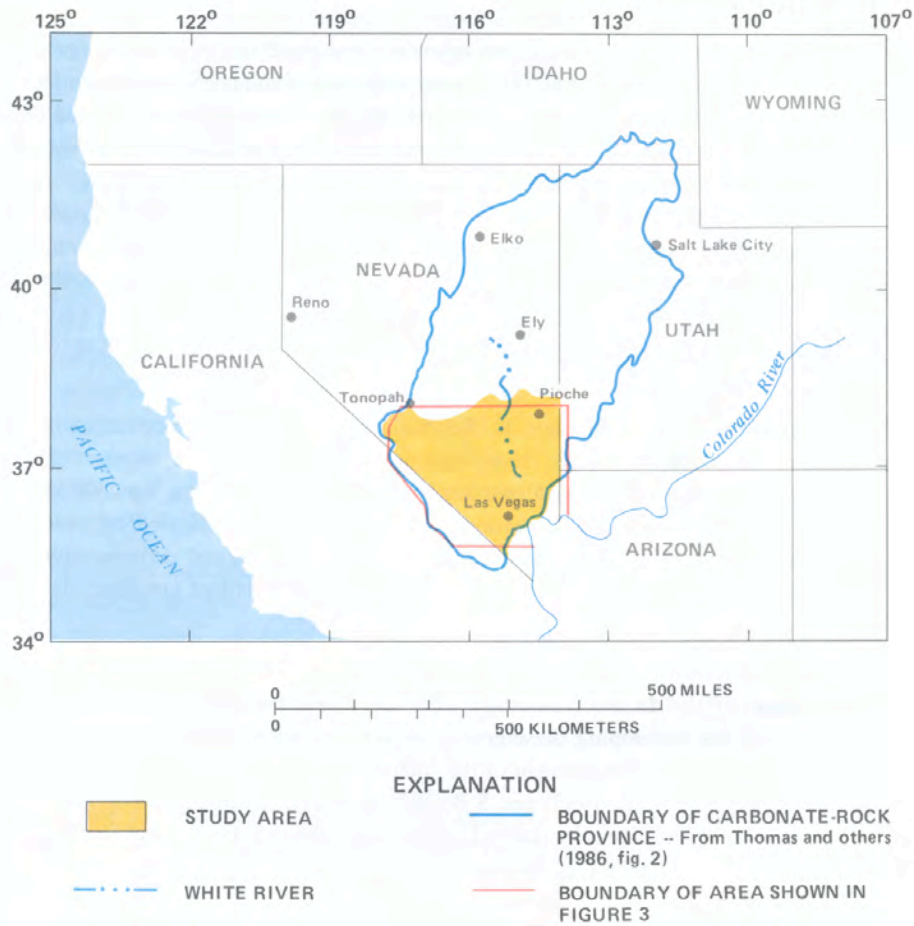 125° 122° 119° 116° 113° 110° 107°
OREGON
IDAHO
WYOMING
43°
Elko
Salt Lake City
NEVADA
40°
Reno
Ely
UTAH
CALIFORNIA
Tonopah
Pioche
Colorado River
37°
Las Vegas
ARIZONA
PACIFIC
OCEAN
34°
0 500 MILES
0 500 KILOMETERS
EXPLANATION
STUDY AREA
WHITE RIVER
BOUNDARY OF CARBONATE-ROCK
PROVINCE -- From Thomas and others
(1986, fig. 2)
BOUNDARY OF AREA SHOWN IN
FIGURE 3